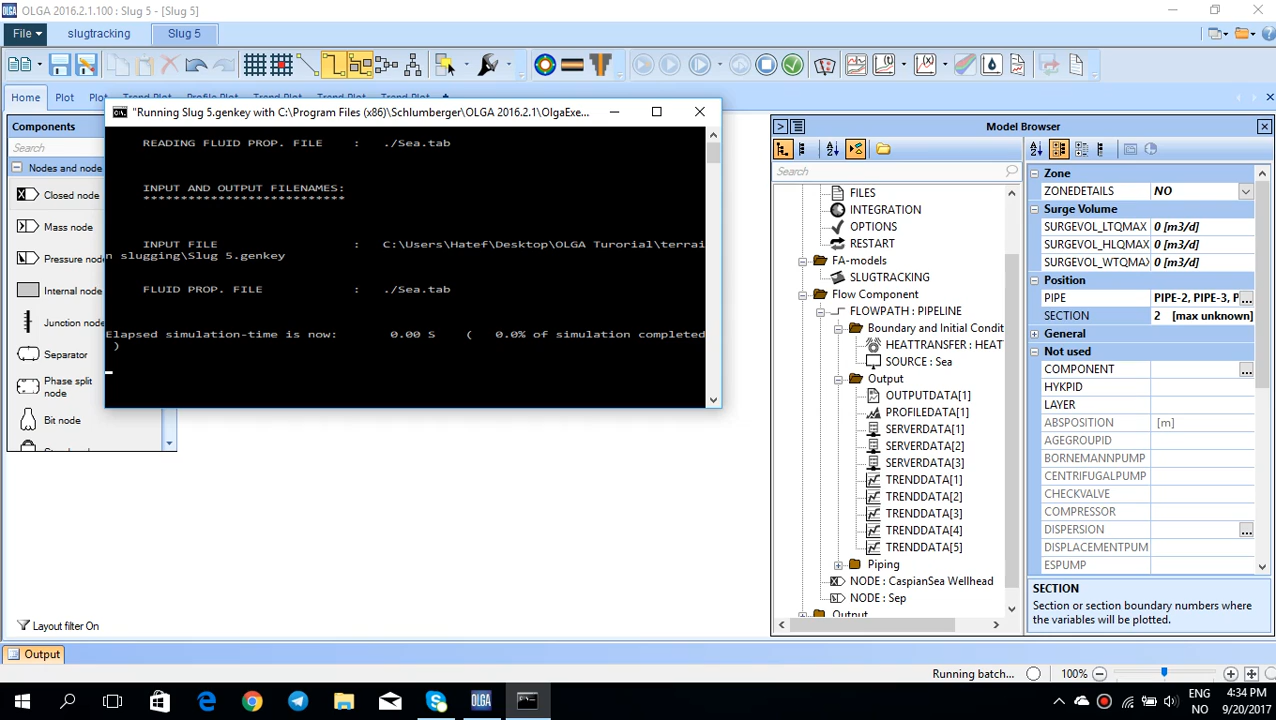 OLGA 2016.2.1.100 : Slug 5 - [Slug 5]
File
slugtracking
Slug 5
Home
Plot
Plot
Trend Plot
Trend Plot
Trend Plot
Trend Plot
Components
Search
Nodes and node
Closed node
Mass node
Pressure node
Internal node
Junction node
Separator
Phase split
node
Bit node
"Running Slug 5.genkey with C:\Program Files (x86)\Schlumberger\OLGA 2016.2.1\OlgaExe...
READING FLUID PROP. FILE : ./Sea.tab
INPUT AND OUTPUT FILENAMES:
***************************
INPUT FILE : C:\Users\Hatef\Desktop\OLGA Turorial\terrai
n slugging\Slug 5.genkey
FLUID PROP. FILE : ./Sea.tab
Elapsed simulation-time is now: 0.00 S ( 0.0% of simulation completed
)
Model Browser
Search
FILES
INTEGRATION
OPTIONS
RESTART
FA-models
SLUGTRACKING
Flow Component
FLOWPATH : PIPELINE
Boundary and Initial Condit
HEATTRANSFER : HEAT
SOURCE : Sea
Output
OUTPUTDATA[1]
PROFILEDATA[1]
SERVERDATA[1]
SERVERDATA[2]
SERVERDATA[3]
TRENDDATA[1]
TRENDDATA[2]
TRENDDATA[3]
TRENDDATA[4]
TRENDDATA[5]
Piping
NODE : CaspianSea Wellhead
NODE : Sep
Output
Zone
ZONEDETAILS NO
Surge Volume
SURGEVOL_LTQMAX 0 [m3/d]
SURGEVOL_HLQMAX 0 [m3/d]
SURGEVOL_WTQMAX 0 [m3/d]
Position
PIPE PIPE-2, PIPE-3, P ...
SECTION 2 [max unknown]
General
Not used
COMPONENT ...
HYKPID
LAYER
ABSPOSITION [m]
AGEGROUPID
BORNEMANNPUMP
CENTRIFUGALPUMP
CHECKVALVE
COMPRESSOR
DISPERSION ...
DISPLACEMENTPUM
ESPUMP
SECTION
Section or section boundary numbers where
the variables will be plotted.
Layout filter On
Output
Running batch...
100%
ENG
NO
9/20/2017